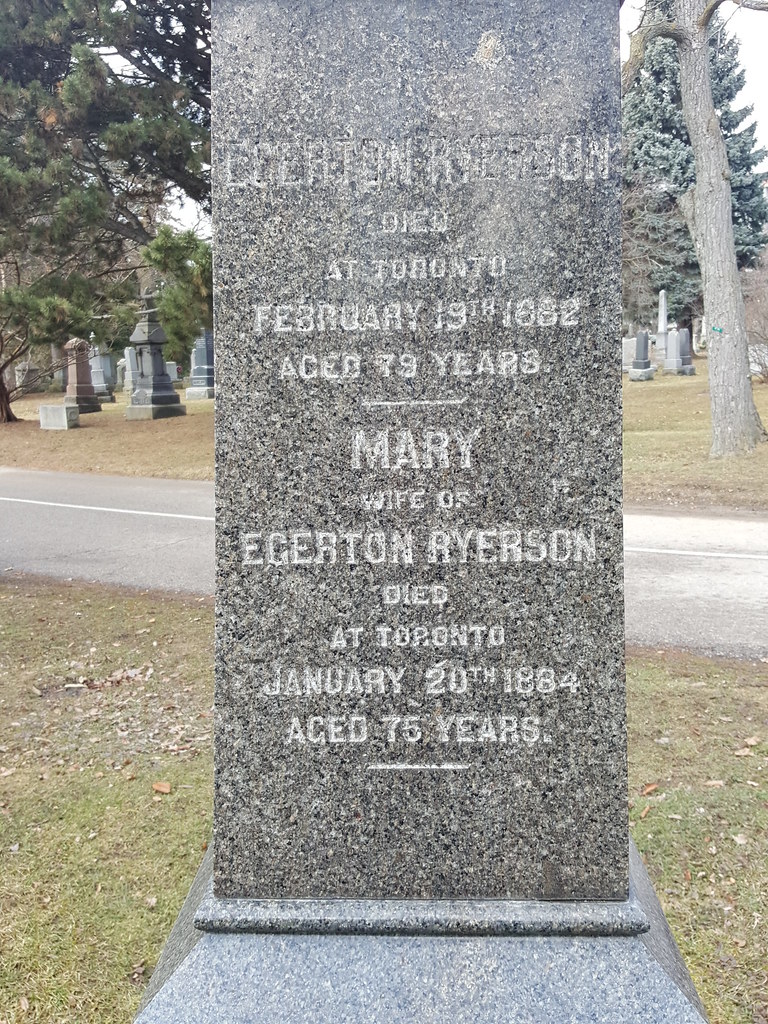 EGERTON RYERSON
DIED
AT TORONTO
FEBRUARY 19TH 1882
AGED 79 YEARS.
MARY
WIFE OF
EGERTON RYERSON
DIED
AT TORONTO
JANUARY 20TH 1884
AGED 75 YEARS.